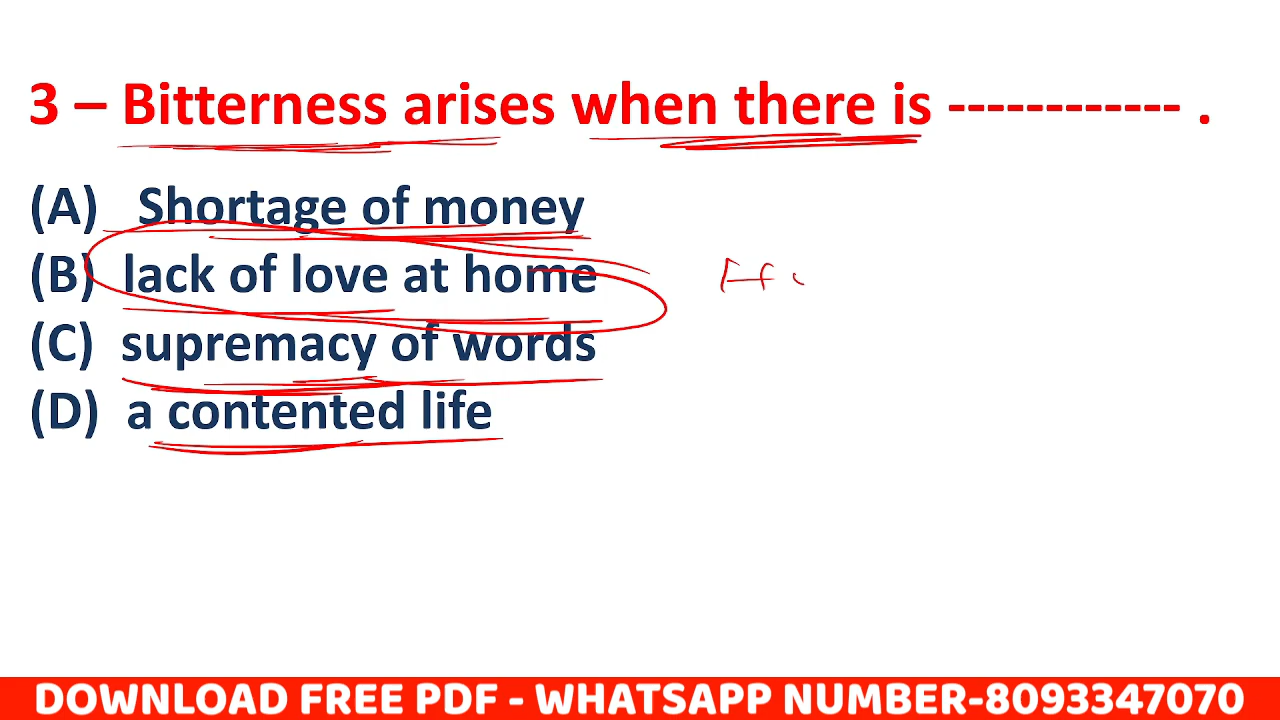 3 – Bitterness arises when there is ------------ .
(A) Shortage of money
(B) lack of love at home
(C) supremacy of words
(D) a contented life
DOWNLOAD FREE PDF - WHATSAPP NUMBER-8093347070